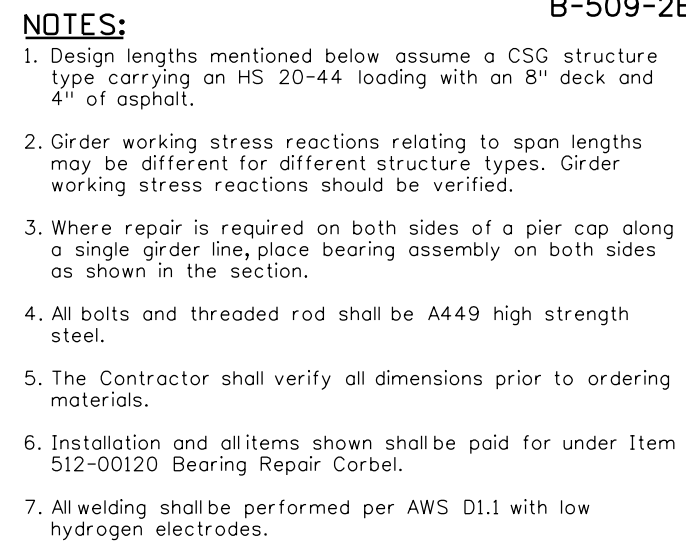 B-509-2
NOTES:
1. Design lengths mentioned below assume a CSG structure
type carrying an HS 20-44 loading with an 8" deck and
4" of asphalt.
2. Girder working stress reactions relating to span lengths
may be different for different structure types. Girder
working stress reactions should be verified.
3. Where repair is required on both sides of a pier cap along
a single girder line, place bearing assembly on both sides
as shown in the section.
4. All bolts and threaded rod shall be A449 high strength
steel.
5. The Contractor shall verify all dimensions prior to ordering
materials.
6. Installation and all items shown shall be paid for under Item
512-00120 Bearing Repair Corbel.
7. All welding shall be performed per AWS D1.1 with low
hydrogen electrodes.